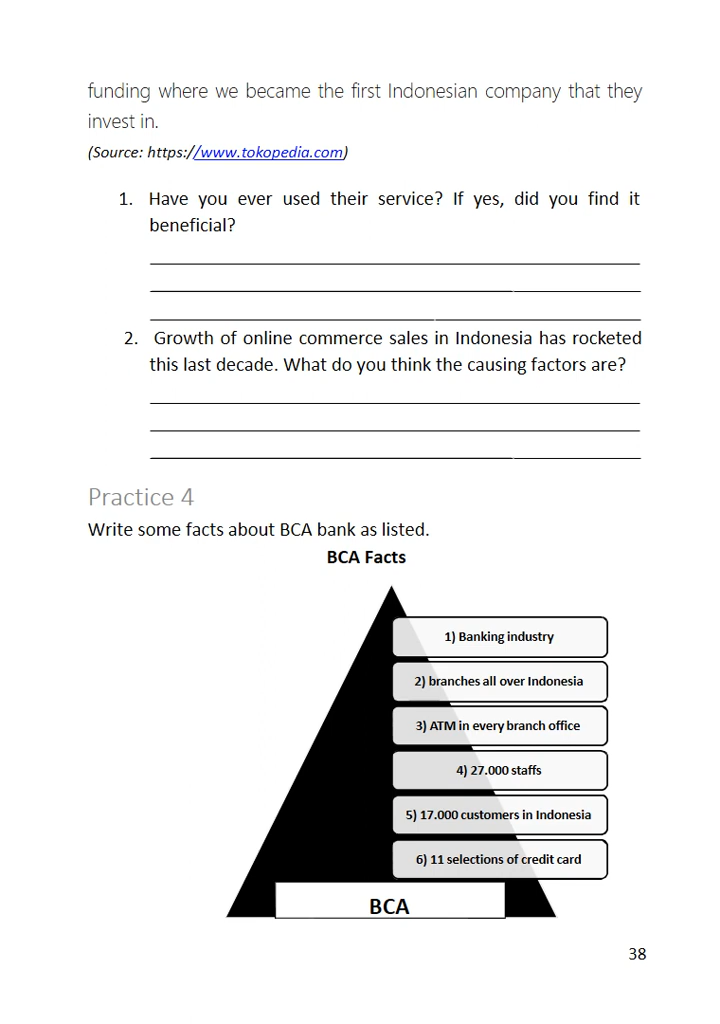 funding where we became the first Indonesian company that they
invest in.
(Source: https://www.tokopedia.com)
1. Have you ever used their service? If yes, did you find it
beneficial?
2. Growth of online commerce sales in Indonesia has rocketed
this last decade. What do you think the causing factors are?
Practice 4
Write some facts about BCA bank as listed.
BCA Facts
1) Banking industry
2) branches all over Indonesia
3) ATM in every branch office
4) 27.000 staffs
5) 17.000 customers in Indonesia
6) 11 selections of credit card
BCA
38